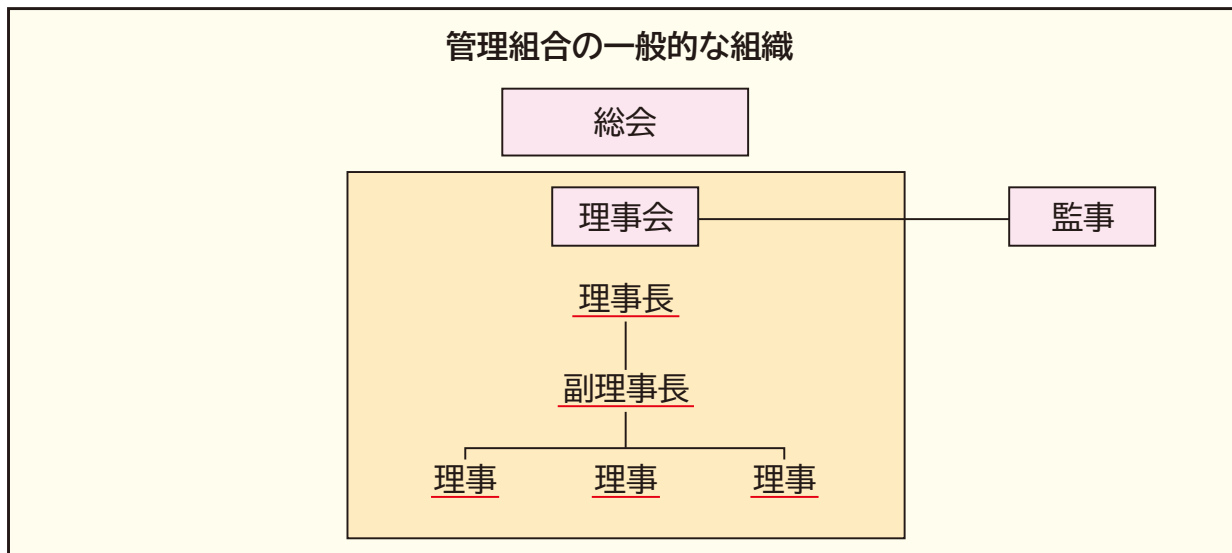 管理組合の一般的な組織
総会
理事会
監事
理事長
副理事長
理事 理事 理事